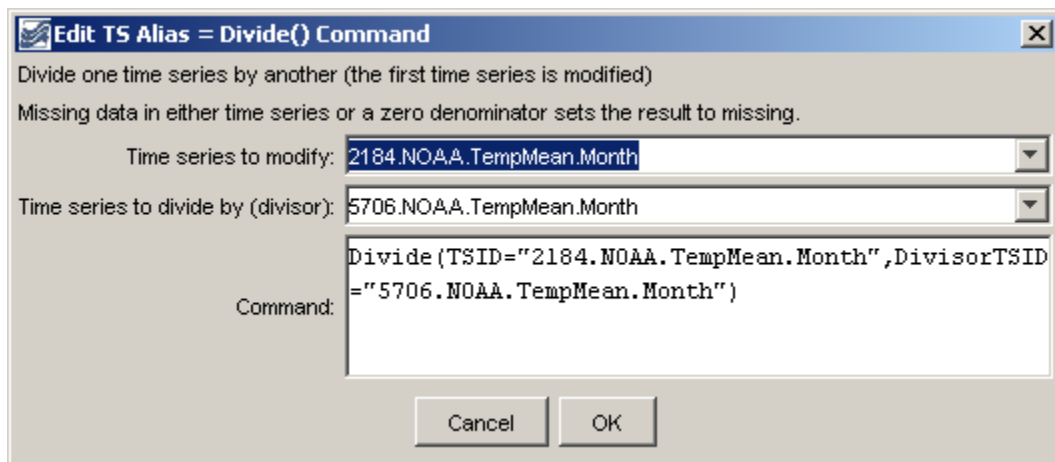 Edit TS Alias = Divide() Command
Divide one time series by another (the first time series is modified)
Missing data in either time series or a zero denominator sets the result to missing.
Time series to modify: 2184.NOAA.TempMean.Month
Time series to divide by (divisor): 5706.NOAA.TempMean.Month
Divide(TSID="2184.NOAA.TempMean.Month",DivisorTSID
="5706.NOAA.TempMean.Month")
Command:
Cancel OK